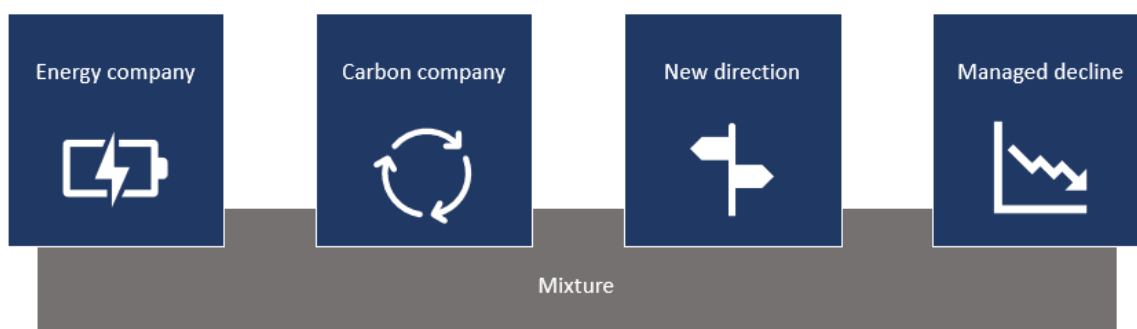 Energy company
Carbon company
New direction
Managed decline
Mixture